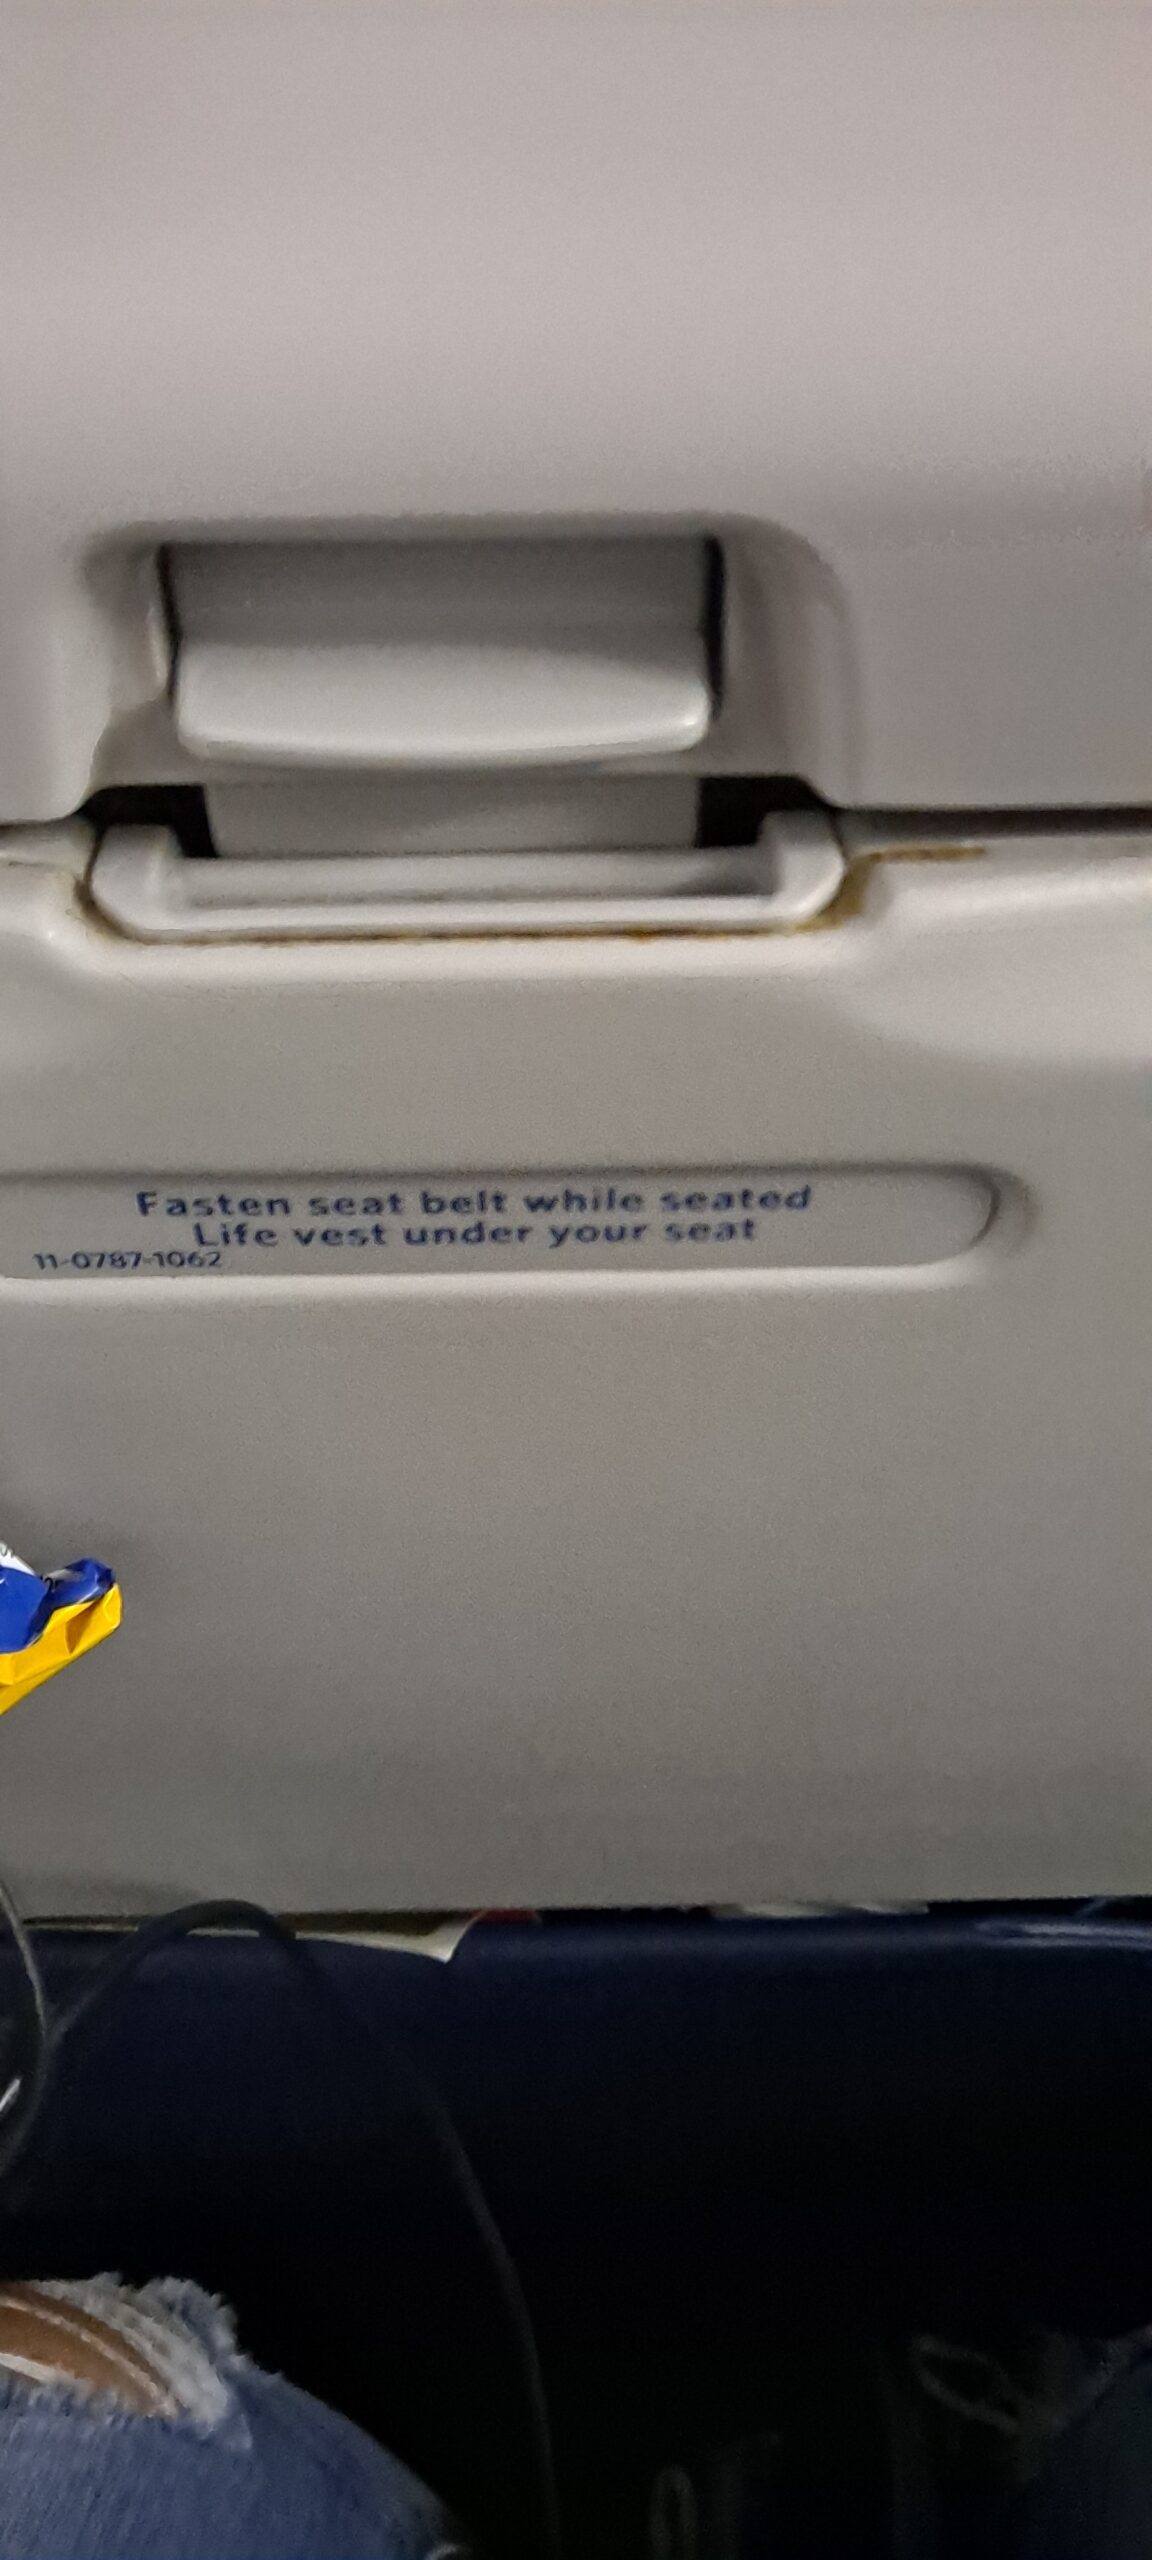 Fasten seat belt while seated
Life vest under your seat
11-0787-1062